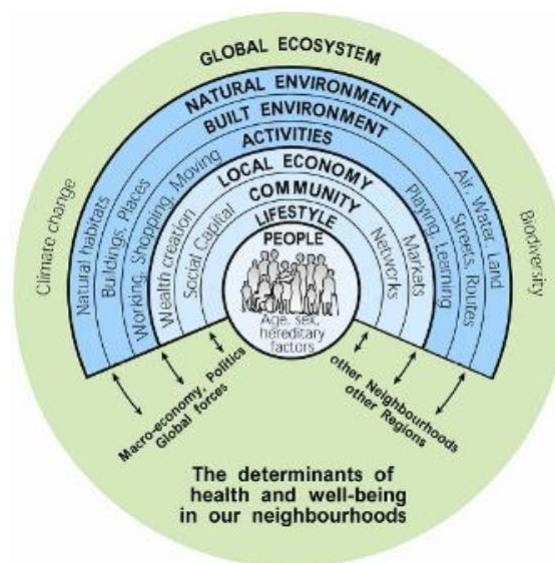 GLOBAL ECOSYSTEM
NATURAL ENVIRONMENT
BUILT ENVIRONMENT
ACTIVITIES
LOCAL ECONOMY
COMMUNITY
LIFESTYLE
PEOPLE
Age, sex,
hereditary
factors
Climate change
Natural habitats
Buildings, Places
Working, Shopping, Moving
Wealth creation
Social Capital
Networks
Markets
Playing, Learning
Streets, Routes
Air, Water, Land
Biodiversity
Macro-economy, Politics
Global forces
other Neighbourhoods
other Regions
The determinants of
health and well-being
in our neighbourhoods